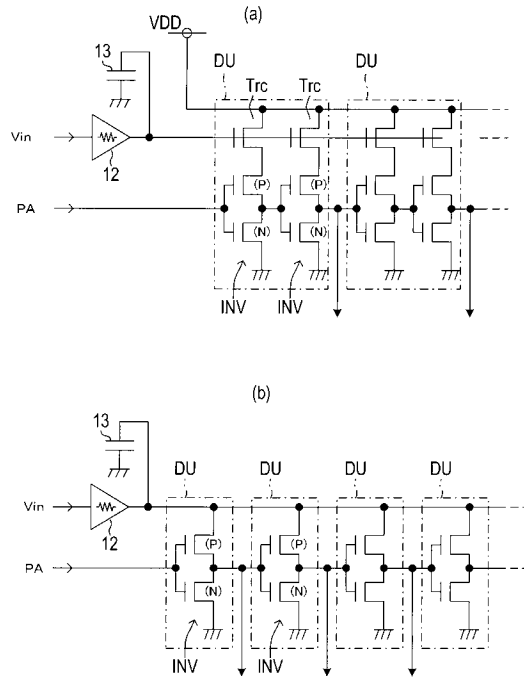 (a)
VDD
13
DU
DU
Trc
Trc
Vin
12
(P)
(P)
PA
(N)
(N)
INV
INV
(b)
13
DU
DU
DU
DU
Vin
12
(P)
(P)
PA
(N)
(N)
INV
INV